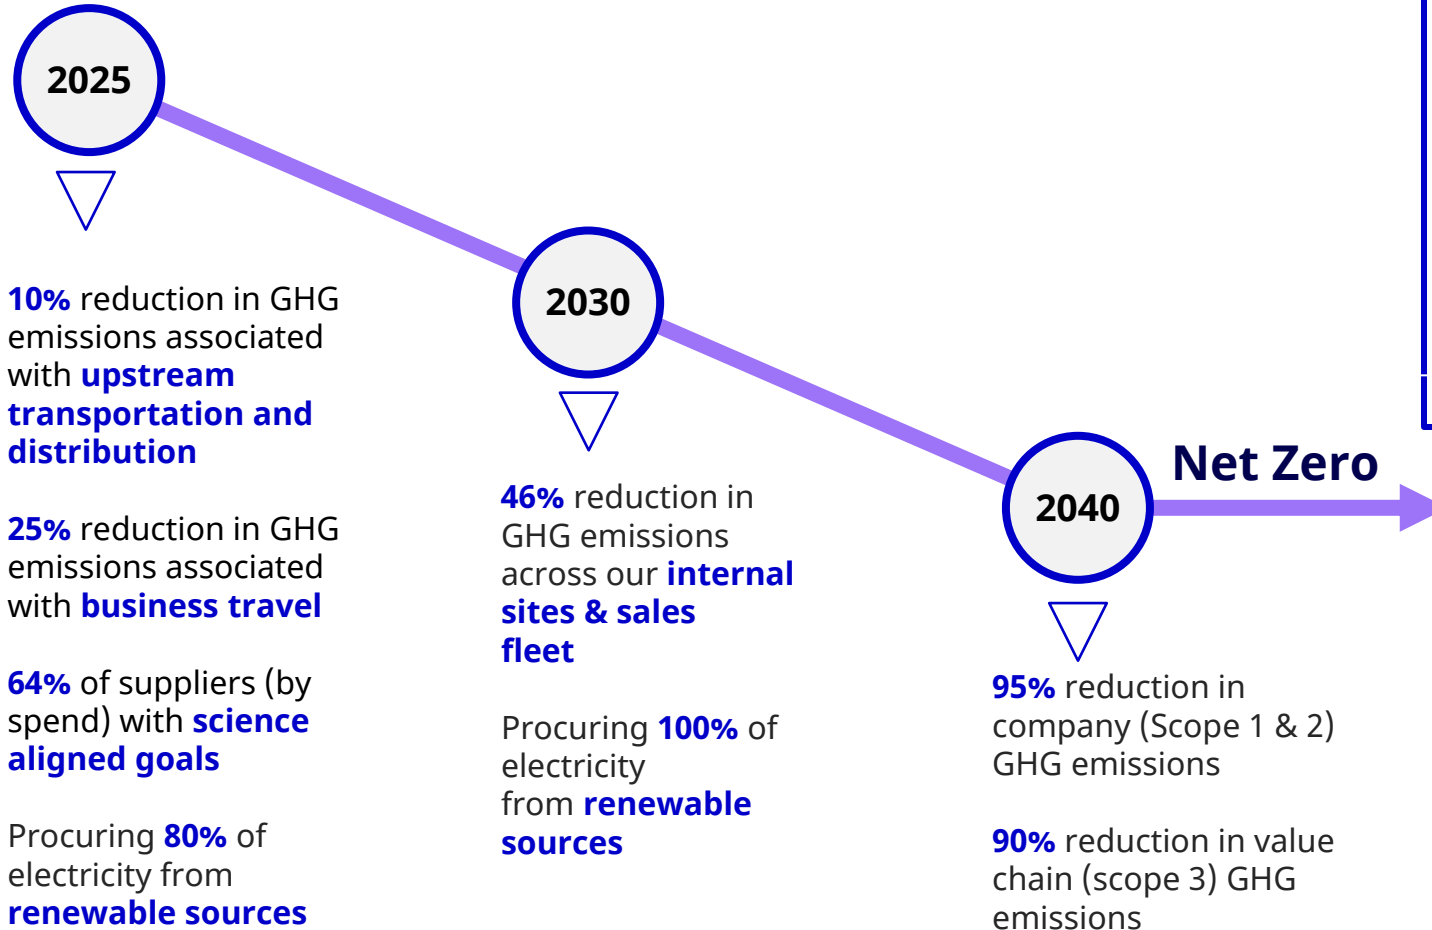 2025
10% reduction in GHG
emissions associated
with upstream
transportation and
distribution
25% reduction in GHG
emissions associated
with business travel
64% of suppliers (by
spend) with science
aligned goals
Procuring 80% of
electricity from
renewable sources
2030
46% reduction in
GHG emissions
across our internal
sites & sales
fleet
Procuring 100% of
electricity
from renewable
sources
2040
Net Zero
95% reduction in
company (Scope 1 & 2)
GHG emissions
90% reduction in value
chain (scope 3) GHG
emissions